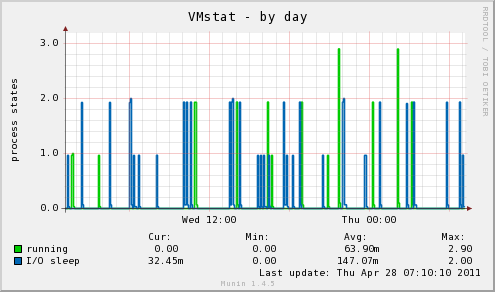 VMstat - by day
RRDTOOL / TOBI OETIKER
process states
3.0
2.0
1.0
0.0
Wed 12:00 Thu 00:00
Cur: Min: Avg: Max:
running 0.00 0.00 63.90m 2.90
I/O sleep 32.45m 0.00 147.07m 2.00
Last update: Thu Apr 28 07:10:10 2011
Munin 1.4.5